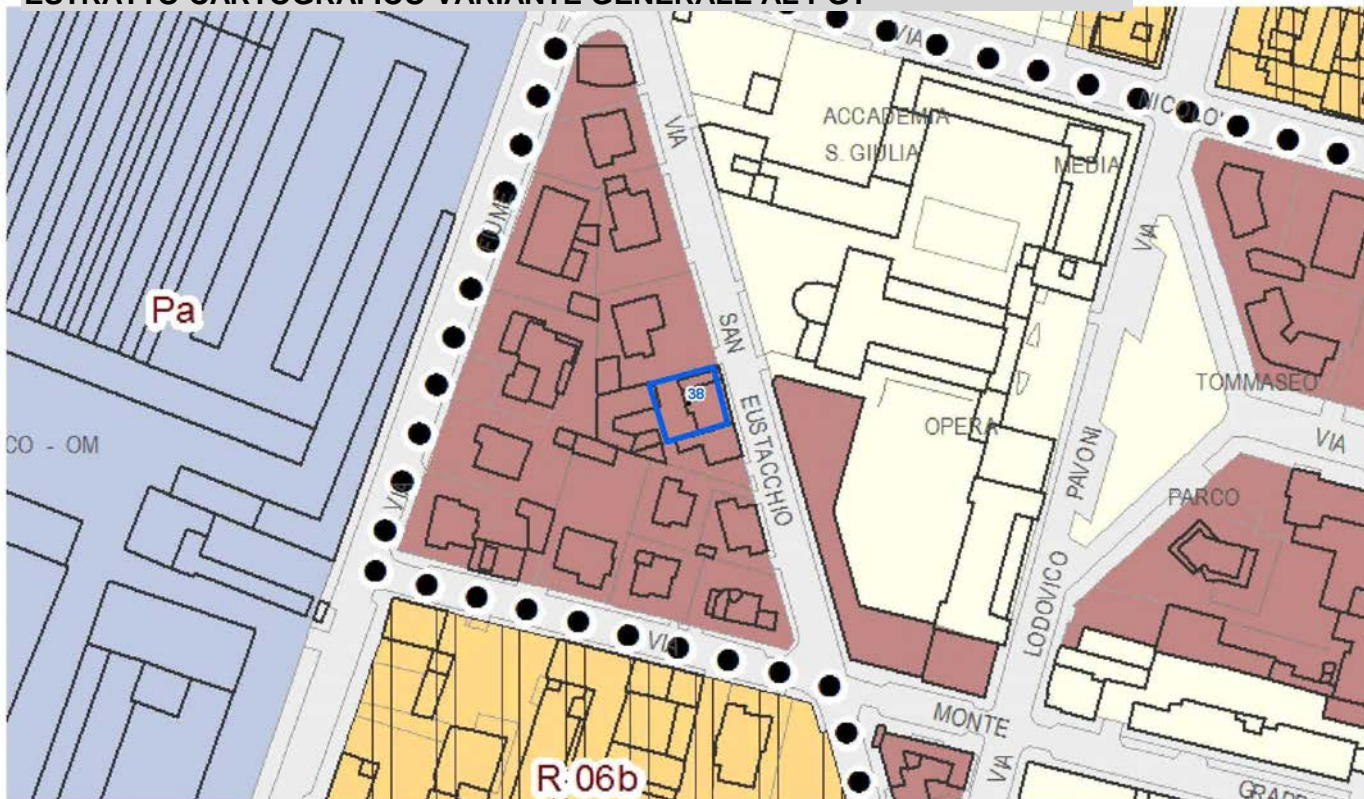 ESTRATTO CARTOGRAFICO VARIANTE GENERALE AL PGT
VIA
NICOLO'
ACCADEMIA
S. GIULIA
MEDIA
VIA
VIA
FIUME
Pa
SAN
38
EUSTACCHIO
TOMMASEO
OPERA
PAVONI
VIA
CO - OM
PARCO
VIA
LODOVICO
VIA
MONTE
VIA
R 06b